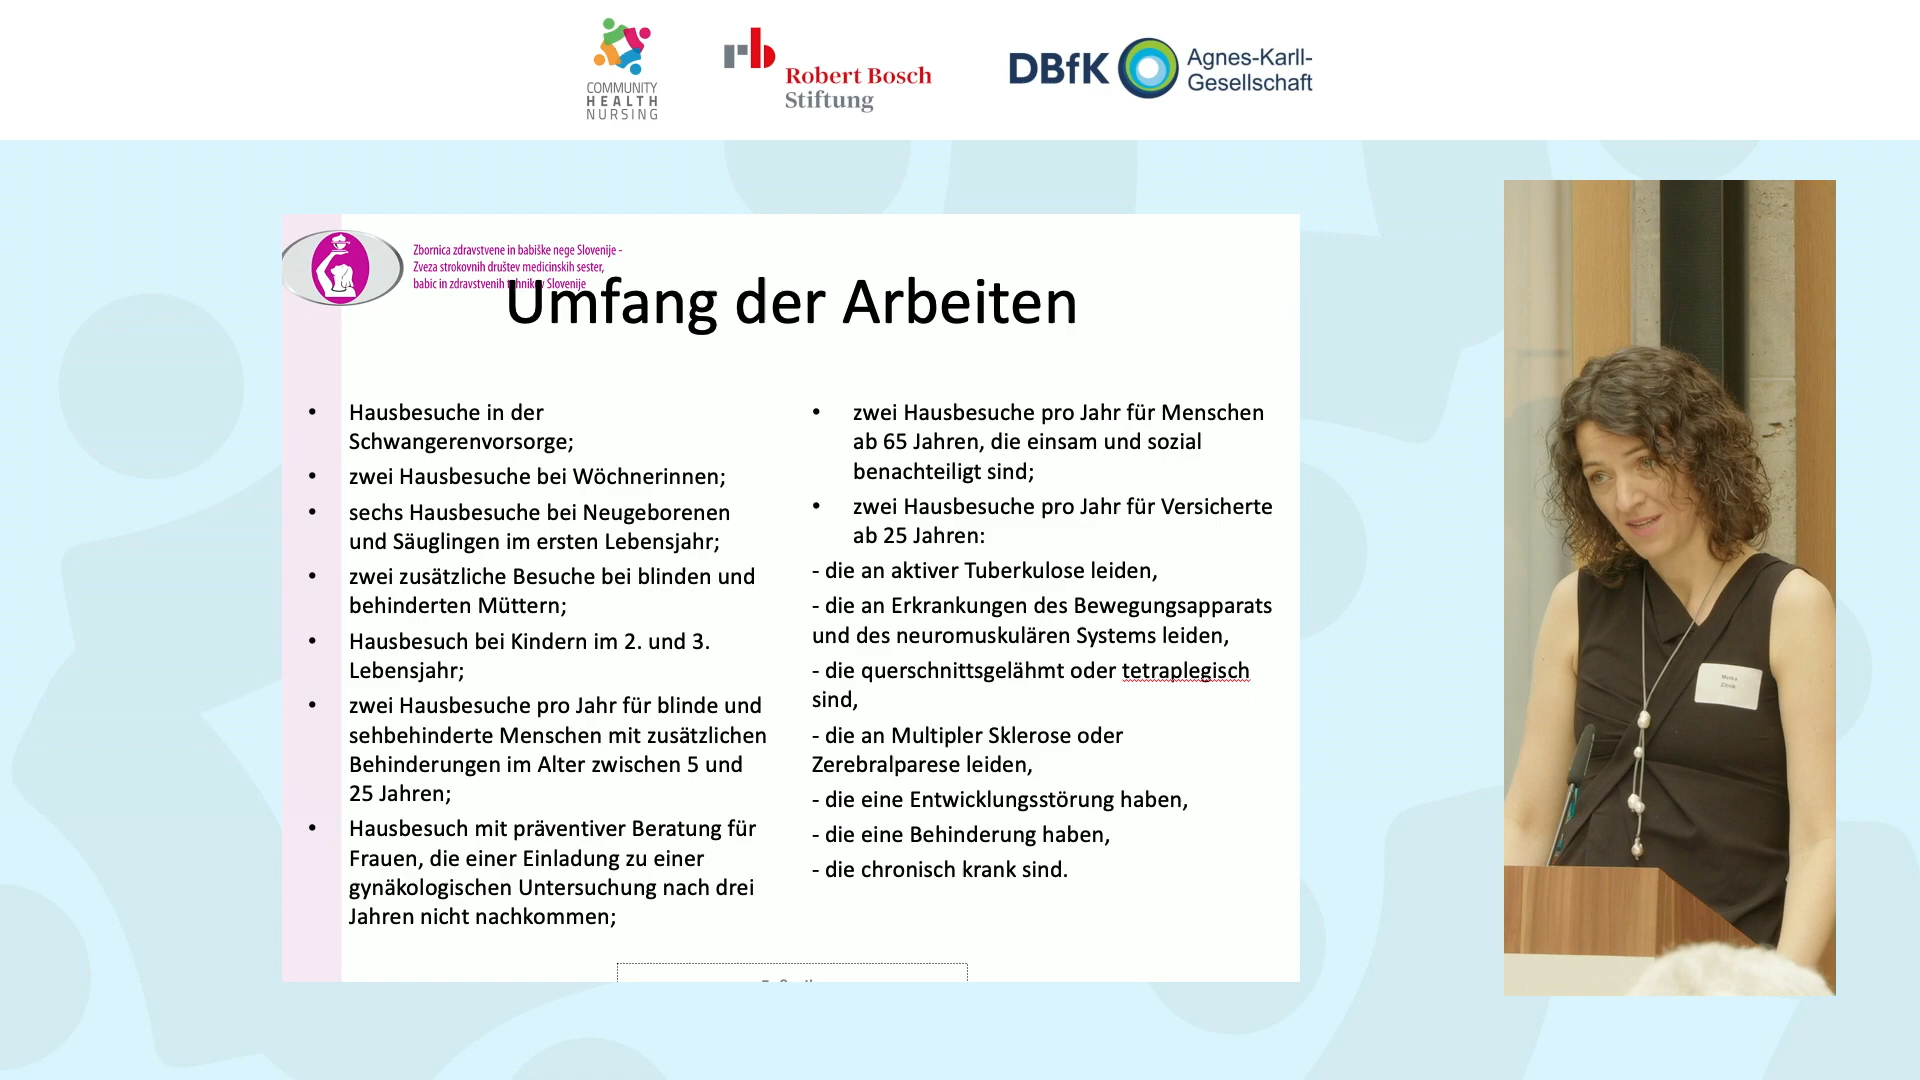 COMMUNITY
HEALTH
NURSING
rb
Robert Bosch
Stiftung
DBfK
Agnes-Karll-
Gesellschaft
Zbornica zdravstvene in babiške nege Slovenije -
Zveza strokovnih društev medicinskih sester,
babic in zdravstvenih tehnikov Slovenije
Umfang der Arbeiten
• Hausbesuche in der
Schwangerenvorsorge;
• zwei Hausbesuche bei Wöchnerinnen;
• sechs Hausbesuche bei Neugeborenen
und Säuglingen im ersten Lebensjahr;
• zwei zusätzliche Besuche bei blinden und
behinderten Müttern;
• Hausbesuch bei Kindern im 2. und 3.
Lebensjahr;
• zwei Hausbesuche pro Jahr für blinde und
sehbehinderte Menschen mit zusätzlichen
Behinderungen im Alter zwischen 5 und
25 Jahren;
• Hausbesuch mit präventiver Beratung für
Frauen, die einer Einladung zu einer
gynäkologischen Untersuchung nach drei
Jahren nicht nachkommen;
• zwei Hausbesuche pro Jahr für Menschen
ab 65 Jahren, die einsam und sozial
benachteiligt sind;
• zwei Hausbesuche pro Jahr für Versicherte
ab 25 Jahren:
- die an aktiver Tuberkulose leiden,
- die an Erkrankungen des Bewegungsapparats
und des neuromuskulären Systems leiden,
- die querschnittsgelähmt oder tetraplegisch
sind,
- die an Multipler Sklerose oder
Zerebralparese leiden,
- die eine Entwicklungsstörung haben,
- die eine Behinderung haben,
- die chronisch krank sind.